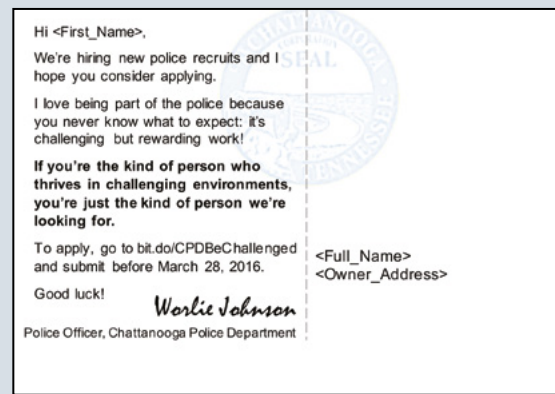 Hi <First_Name>,
We're hiring new police recruits and I
hope you consider applying.
I love being part of the police because
you never know what to expect: it's
challenging but rewarding work!
If you're the kind of person who
thrives in challenging environments,
you're just the kind of person we're
looking for.
To apply, go to bit.do/CPDBeChallenged
and submit before March 28, 2016.
Good luck!
Worlie Johnson
Police Officer, Chattanooga Police Department
<Full_Name>
<Owner_Address>
CHATTANOOGA
CORPORATION
SEAL
TENNESSEE